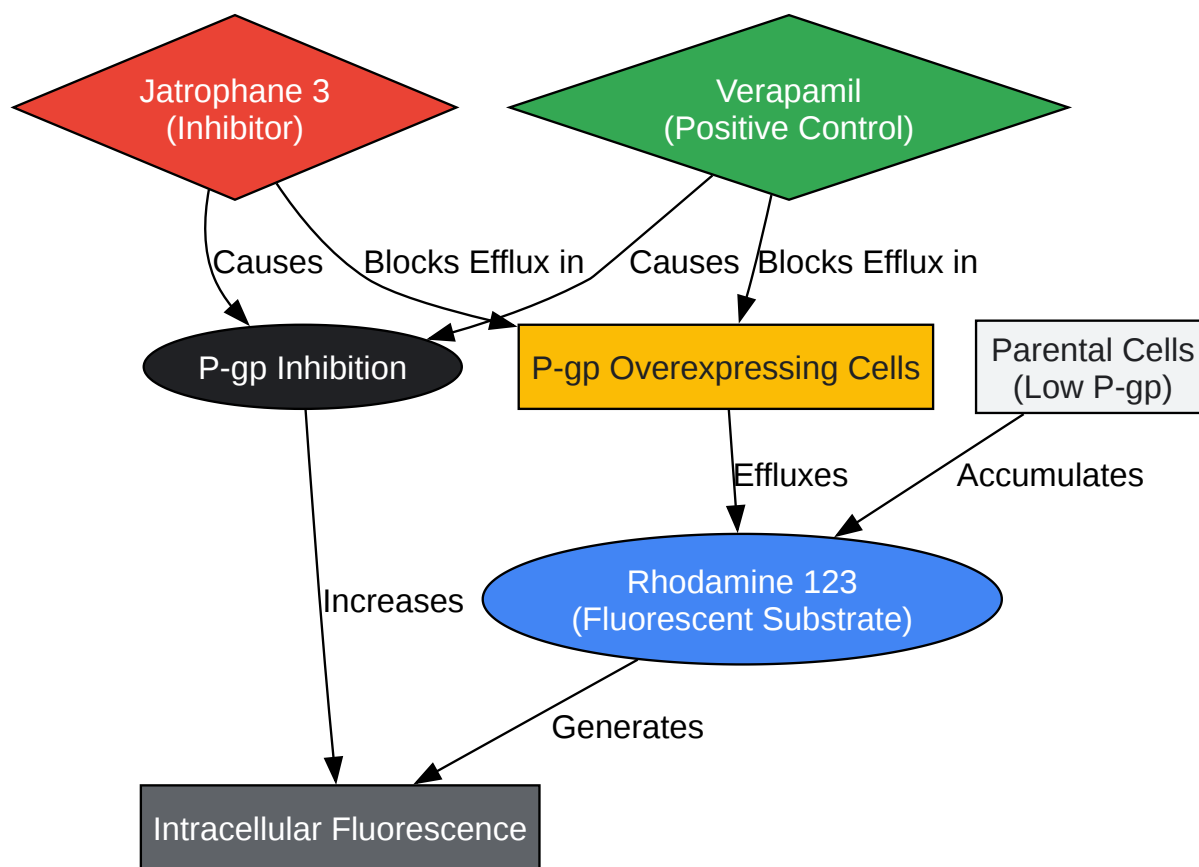 Jatrophane 3
(Inhibitor)
Verapamil
(Positive Control)
Causes
Blocks Efflux in
Causes
Blocks Efflux in
P-gp Inhibition
P-gp Overexpressing Cells
Parental Cells
(Low P-gp)
Effluxes
Accumulates
Rhodamine 123
(Fluorescent Substrate)
Increases
Generates
Intracellular Fluorescence